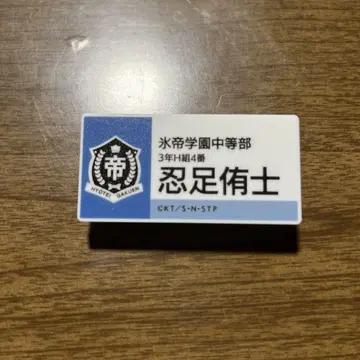 帝
HYOTEI GAKUEN
氷帝学園中等部
3年H組4番
忍足侑士
©KT/S・N・STP